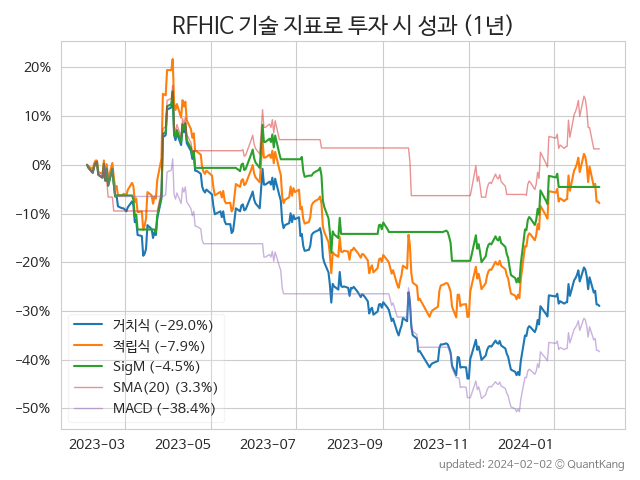 RFHIC 기술 지표로 투자 시 성과 (1년)
20%
10%
0%
−10%
−20%
−30%
−40%
−50%
거치식 (−29.0%)
적립식 (−7.9%)
SigM (−4.5%)
SMA(20) (3.3%)
MACD (−38.4%)
2023−03
2023−05
2023−07
2023−09
2023−11
2024−01
updated: 2024−02−02 © QuantKang